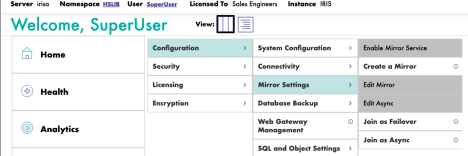 Server irisa Namespace HSLIB User SuperUser Licensed To Sales Engineers Instance IRIS
Welcome, SuperUser View:
Home
Health
Analytics
Configuration
Security
Licensing
Encryption
System Configuration
Connectivity
Mirror Settings
Database Backup
Web Gateway
Management
SQL and Object Settings
Enable Mirror Service
Create a Mirror
Edit Mirror
Edit Async
Join as Failover
Join as Async